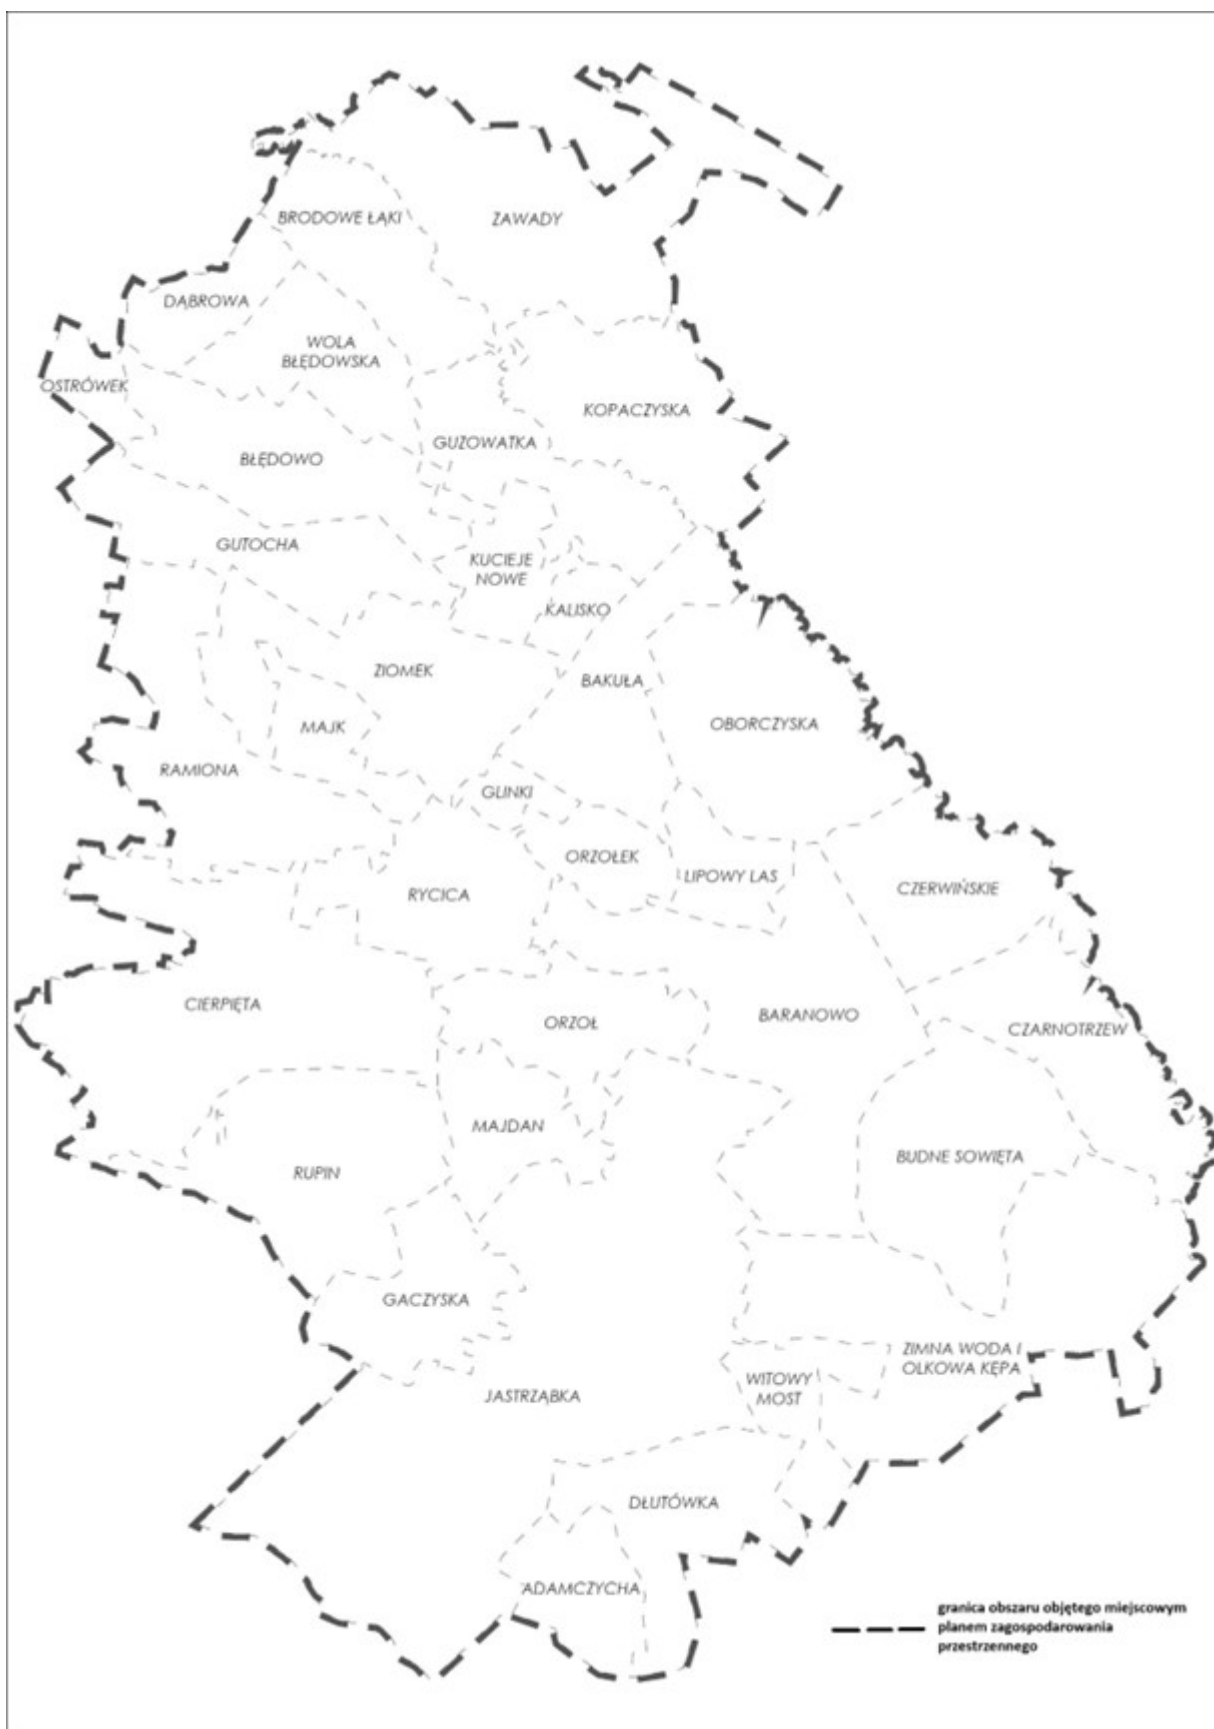 BRODOWE ŁĄKI
ZAWADY
DĄBROWA
WOLA
BŁĘDOWSKA
OSTRÓWEK
KOPACZYSKA
GUZOWATKA
BŁĘDOWO
GUTOCHA
KUCIEJE
NOWE
KALISKO
ZIOMEK
BAKUŁA
MAJK
OBORCZYSKA
RAMIONA
GLINKI
ORZOŁEK
LIPOWY LAS
RYCICA
CZERWIŃSKIE
CIERPIĘTA
ORZOŁ
BARANOWO
CZARNOTRZEW
MAJDAN
RUPIN
BUDNE SOWIĘTA
GACZYSKA
ZIMNA WODA I
OLKOWA KĘPA
WITOWY
MOST
JASTRZĄBKA
DŁUTÓWKA
ADAMCZYCHA
granica obszaru objętego miejscowym
planem zagospodarowania
przestrzennego